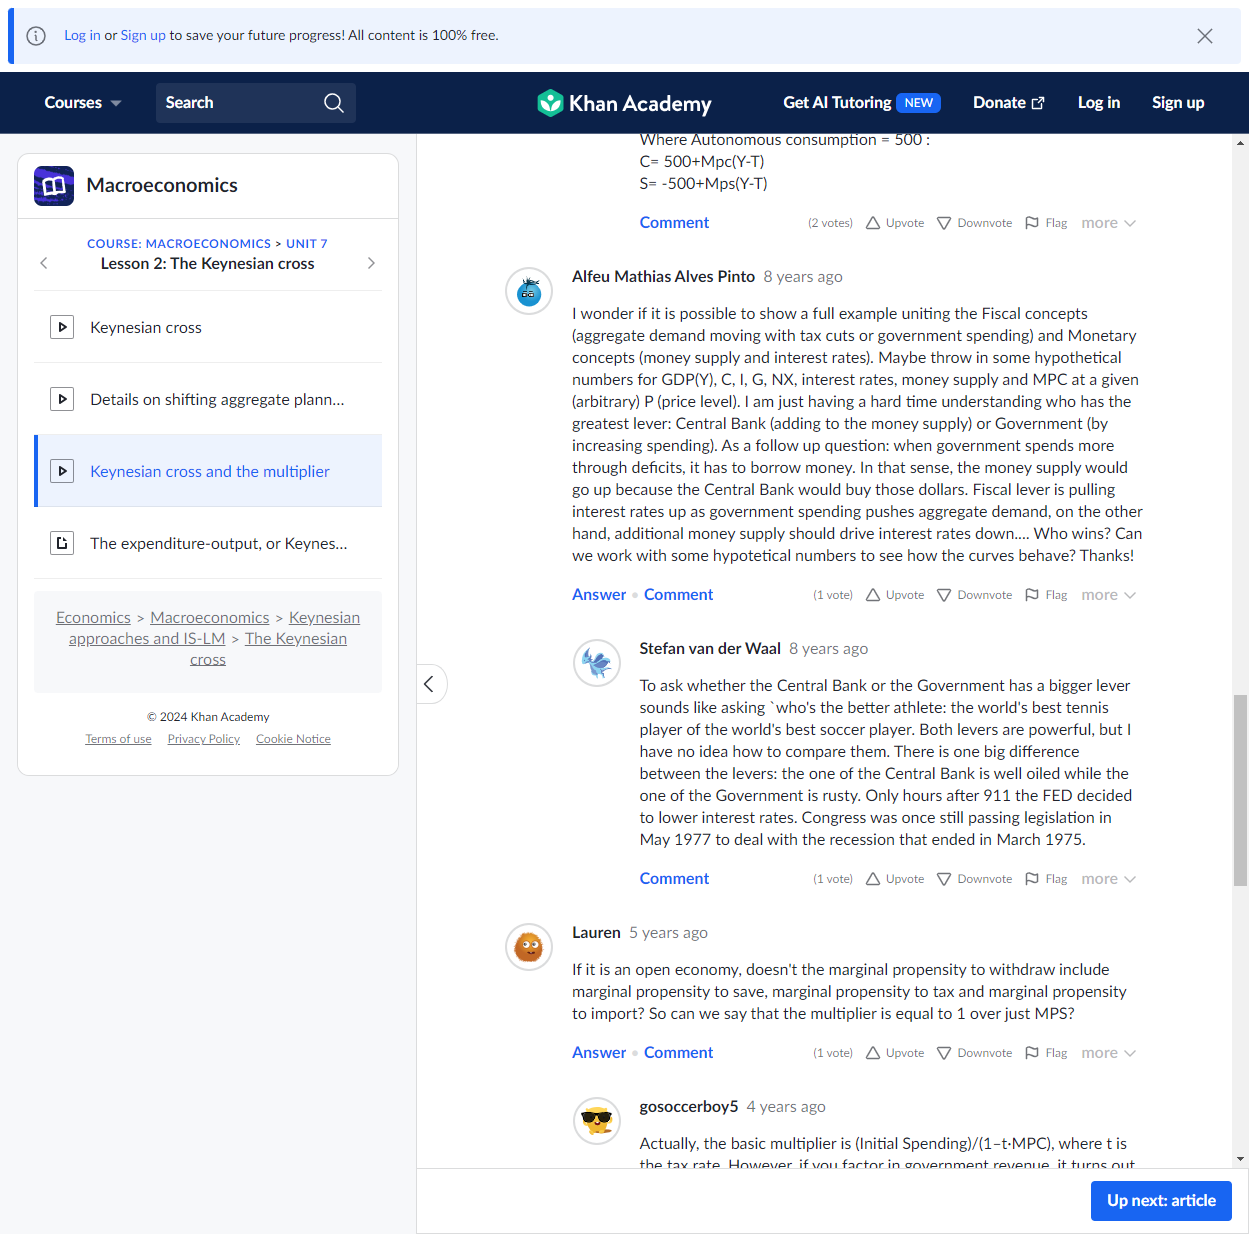 Log in or Sign up to save your future progress! All content is 100% free.
Courses
Search
Khan Academy
Get AI Tutoring NEW
Donate
Log in
Sign up
Macroeconomics
COURSE: MACROECONOMICS > UNIT 7
Lesson 2: The Keynesian cross
Keynesian cross
Details on shifting aggregate plann...
Keynesian cross and the multiplier
The expenditure-output, or Keynes...
Economics > Macroeconomics > Keynesian
approaches and IS-LM > The Keynesian
cross
© 2024 Khan Academy
Terms of use Privacy Policy Cookie Notice
Where Autonomous consumption = 500 :
C= 500+Mpc(Y-T)
S= -500+Mps(Y-T)
Comment (2 votes) Upvote Downvote Flag more
Alfeu Mathias Alves Pinto 8 years ago
I wonder if it is possible to show a full example uniting the Fiscal concepts
(aggregate demand moving with tax cuts or government spending) and Monetary
concepts (money supply and interest rates). Maybe throw in some hypothetical
numbers for GDP(Y), C, I, G, NX, interest rates, money supply and MPC at a given
(arbitrary) P (price level). I am just having a hard time understanding who has the
greatest lever: Central Bank (adding to the money supply) or Government (by
increasing spending). As a follow up question: when government spends more
through deficits, it has to borrow money. In that sense, the money supply would
go up because the Central Bank would buy those dollars. Fiscal lever is pulling
interest rates up as government spending pushes aggregate demand, on the other
hand, additional money supply should drive interest rates down.... Who wins? Can
we work with some hypotetical numbers to see how the curves behave? Thanks!
Answer • Comment (1 vote) Upvote Downvote Flag more
Stefan van der Waal 8 years ago
To ask whether the Central Bank or the Government has a bigger lever
sounds like asking `who's the better athlete: the world's best tennis
player of the world's best soccer player. Both levers are powerful, but I
have no idea how to compare them. There is one big difference
between the levers: the one of the Central Bank is well oiled while the
one of the Government is rusty. Only hours after 911 the FED decided
to lower interest rates. Congress was once still passing legislation in
May 1977 to deal with the recession that ended in March 1975.
Comment (1 vote) Upvote Downvote Flag more
Lauren 5 years ago
If it is an open economy, doesn't the marginal propensity to withdraw include
marginal propensity to save, marginal propensity to tax and marginal propensity
to import? So can we say that the multiplier is equal to 1 over just MPS?
Answer • Comment (1 vote) Upvote Downvote Flag more
gosoccerboy5 4 years ago
Actually, the basic multiplier is (Initial Spending)/(1−t⋅MPC), where t is
the tax rate. However, if you factor in government revenue, it turns out
Up next: article